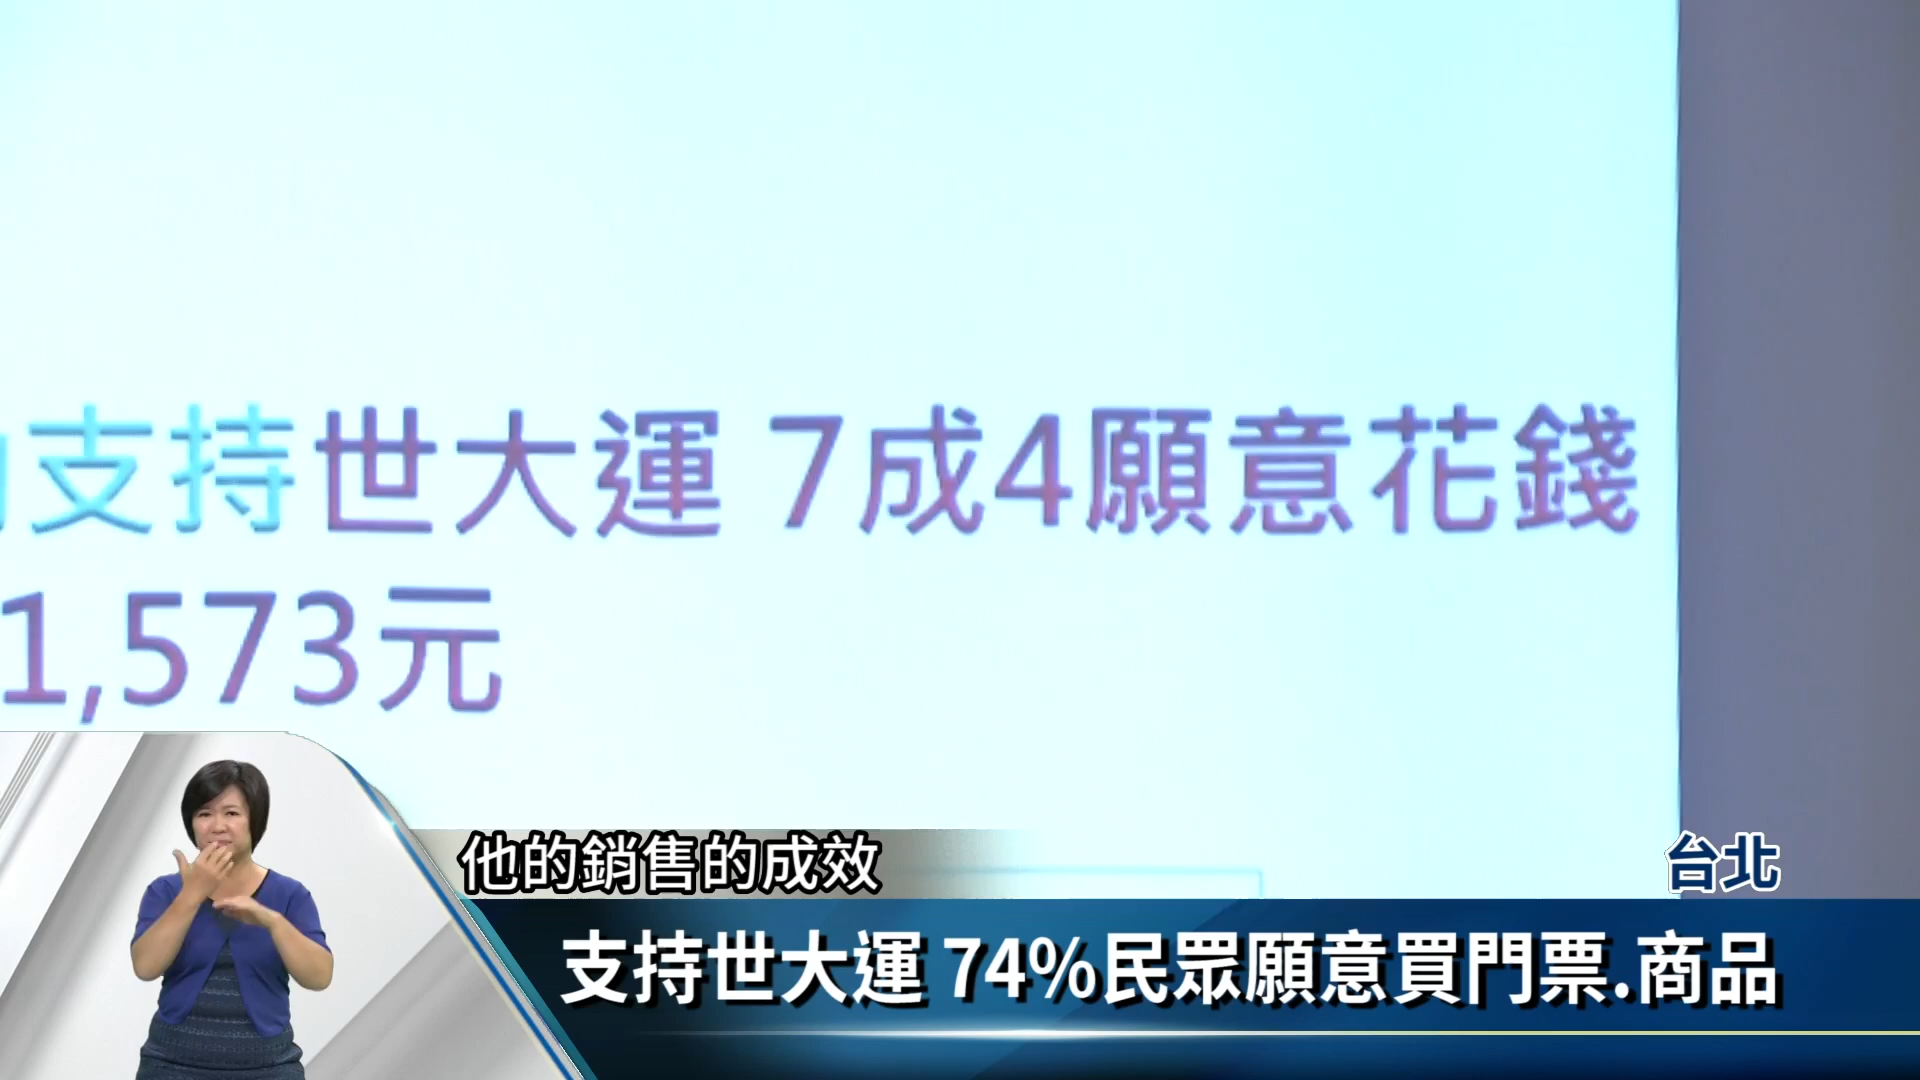 支持世大運 7成4願意花錢
1,573元
他的銷售的成效
台北
支持世大運 74%民眾願意買門票.商品